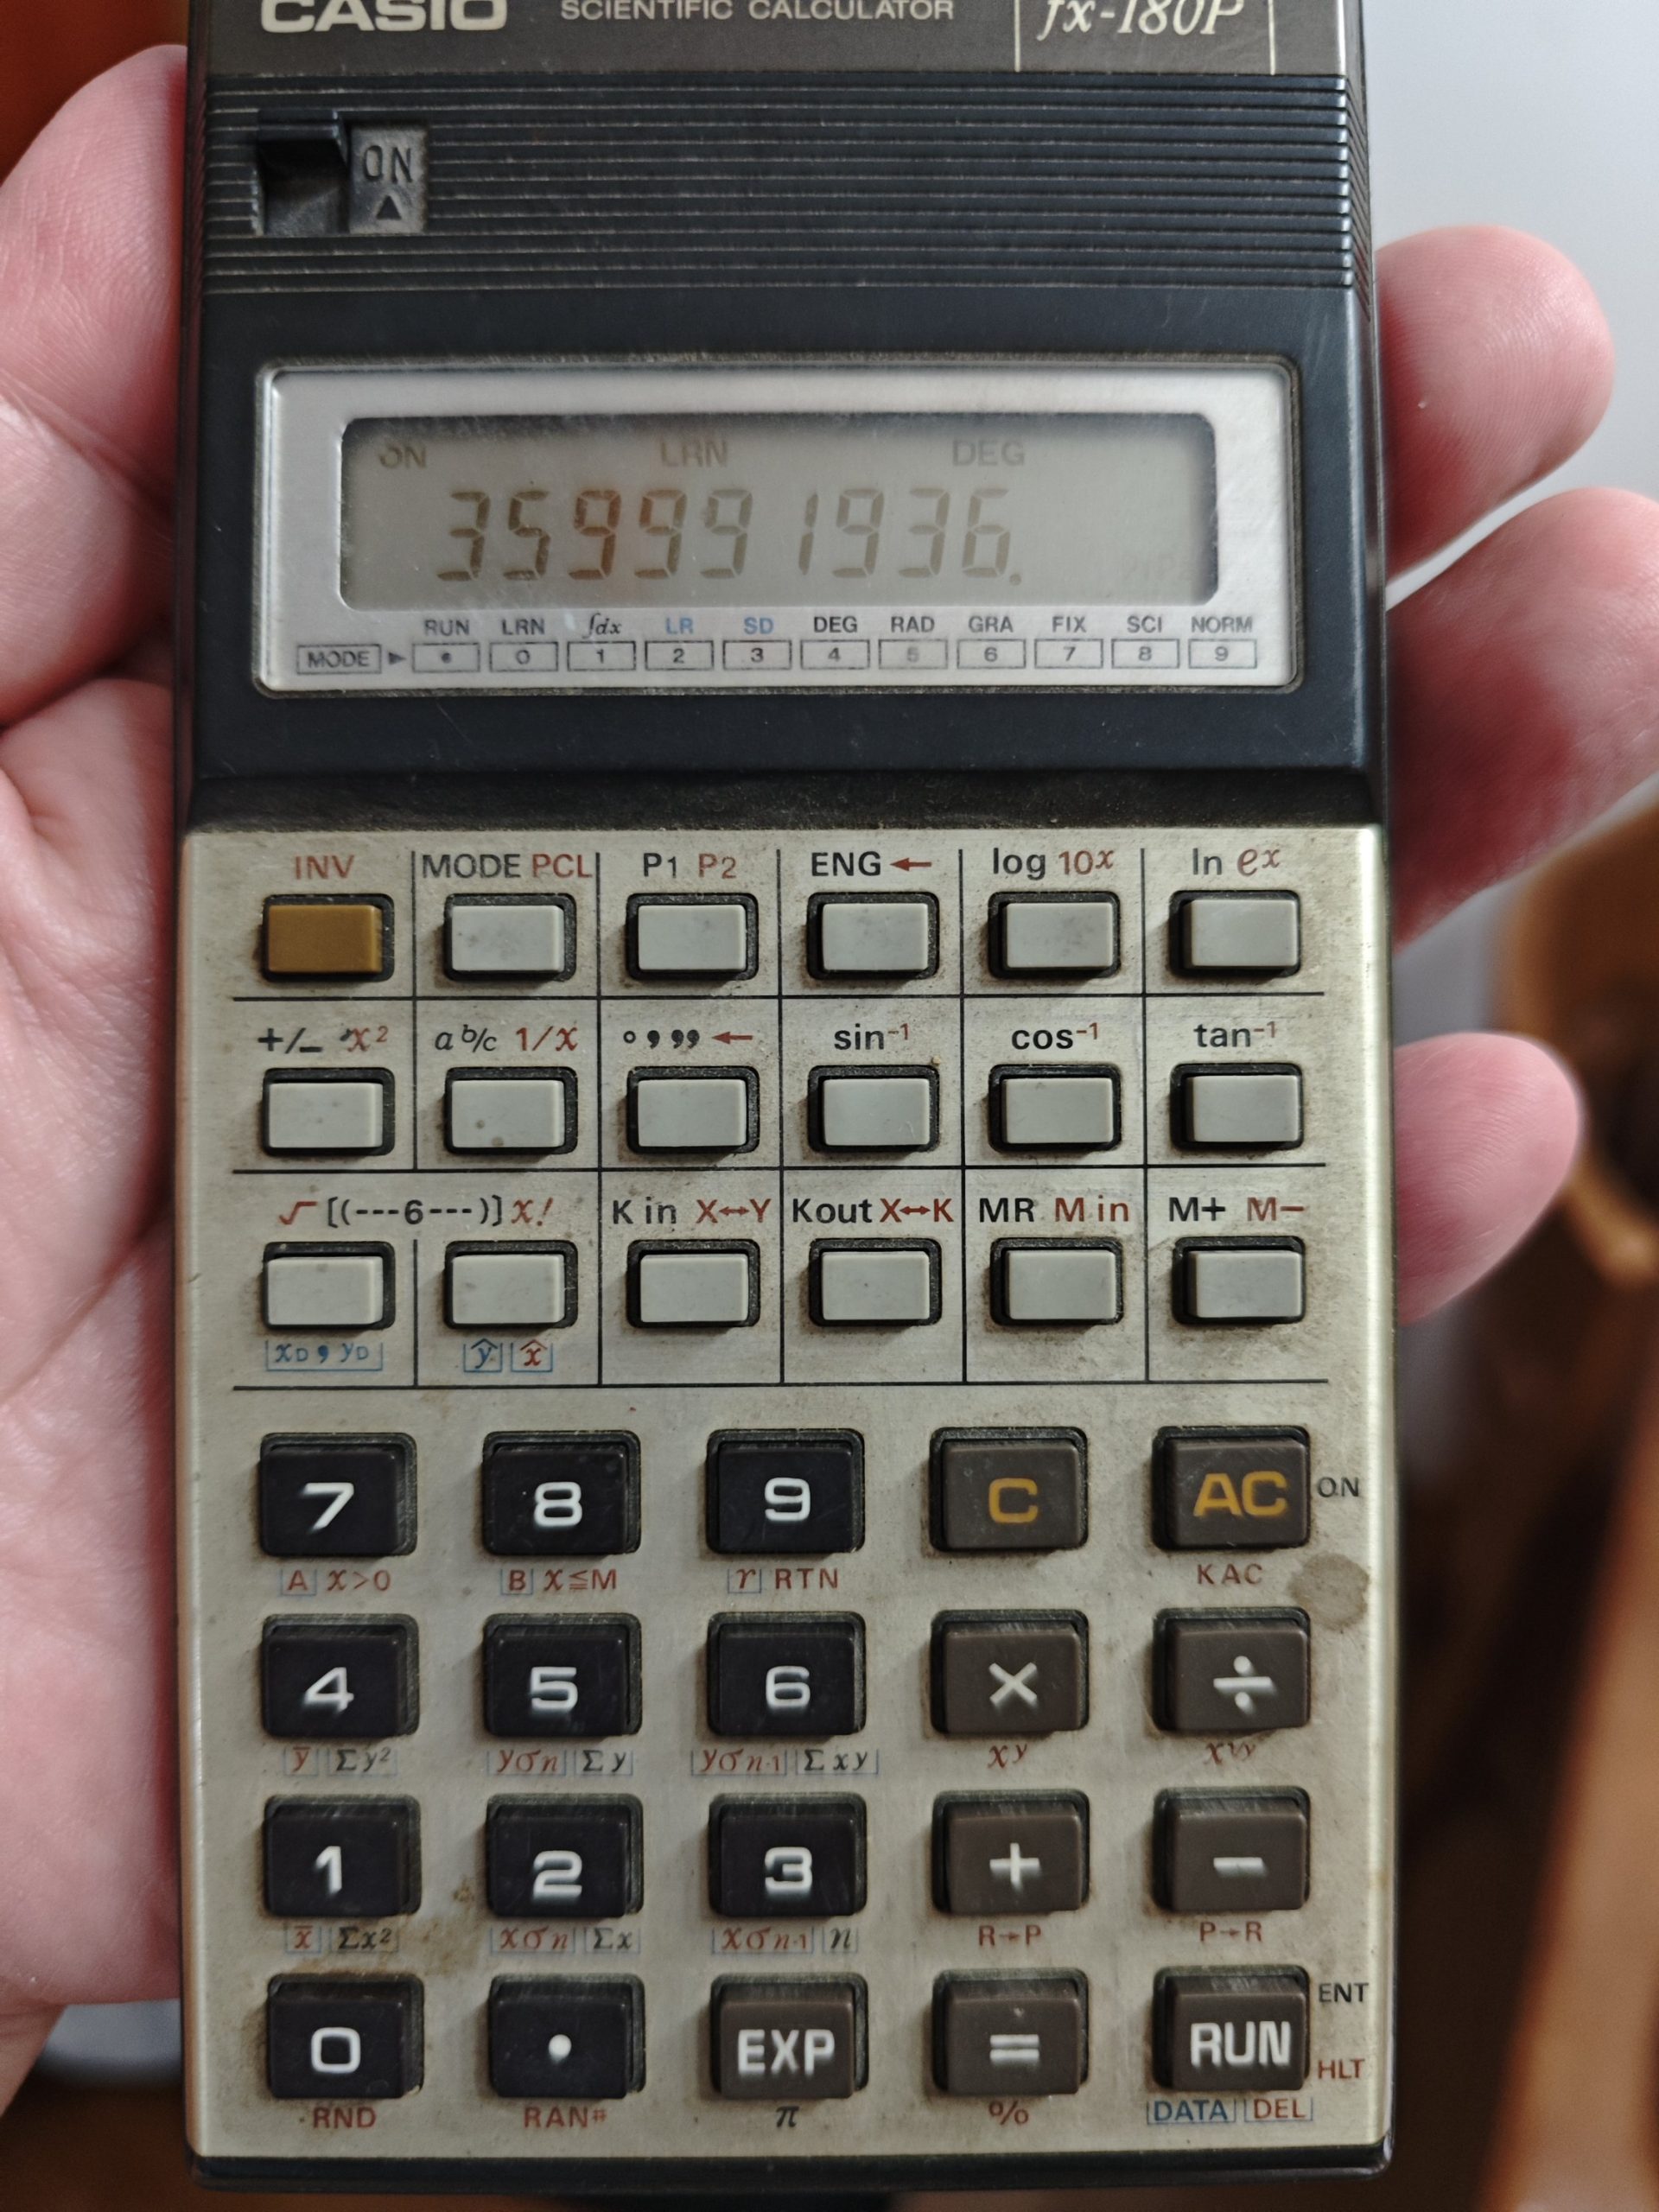 CASIO SCIENTIFIC CALCULATOR fx-180P
ON
▲
ON LRN DEG
359991936.
RUN LRN ∫dx LR SD DEG RAD GRA FIX SCI NORM
MODE ► • 0 1 2 3 4 5 6 7 8 9
INV MODE PCL P1 P2 ENG ← log 10ˣ ln eˣ
+/− x² a b/c 1/x ° ’ ’’ ← sin⁻¹ cos⁻¹ tan⁻¹
√ [(---6---)] x! K in X↔Y Kout X↔K MR M in M+ M−
xD , yD ŷ x̂
7 8 9 C AC ON
A x>0 B x≦M r RTN KAC
4 5 6 × ÷
ȳ Σy² yσn Σy yσn-1 Σxy xʸ
1 2 3 + −
x̄ Σx² xσn Σx xσn-1 n R→P P→R
0 • EXP = RUN ENT
HLT
RND RAN# π % DATA DEL